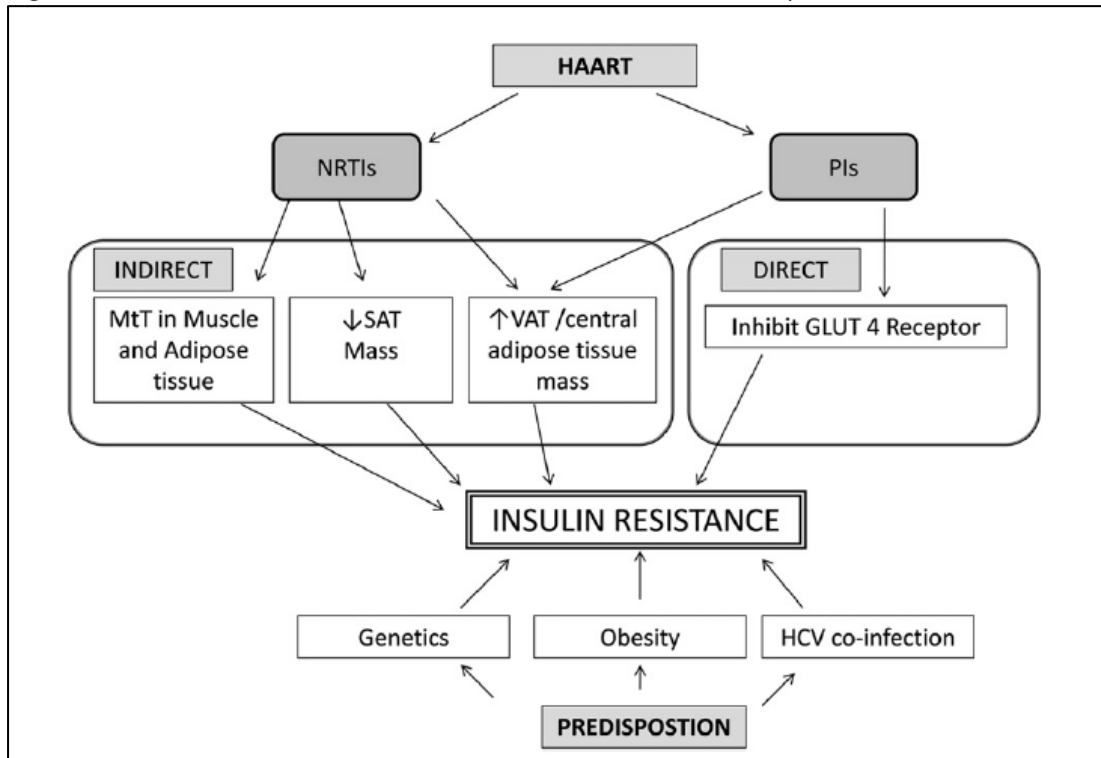 HAART
NRTIs
PIs
INDIRECT
MtT in Muscle
and Adipose
tissue
↓SAT
Mass
↑VAT /central
adipose tissue
mass
DIRECT
Inhibit GLUT 4 Receptor
INSULIN RESISTANCE
Genetics
Obesity
HCV co-infection
PREDISPOSTION